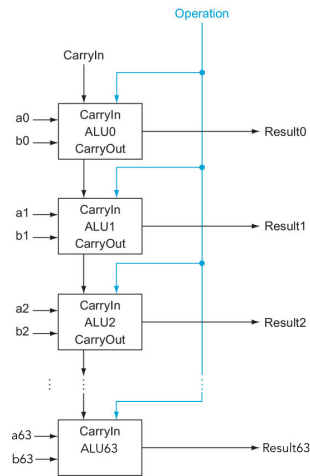 Operation
CarryIn
a0
b0
CarryIn
ALU0
CarryOut
Result0
a1
b1
CarryIn
ALU1
CarryOut
Result1
a2
b2
CarryIn
ALU2
CarryOut
Result2
a63
b63
CarryIn
ALU63
Result63